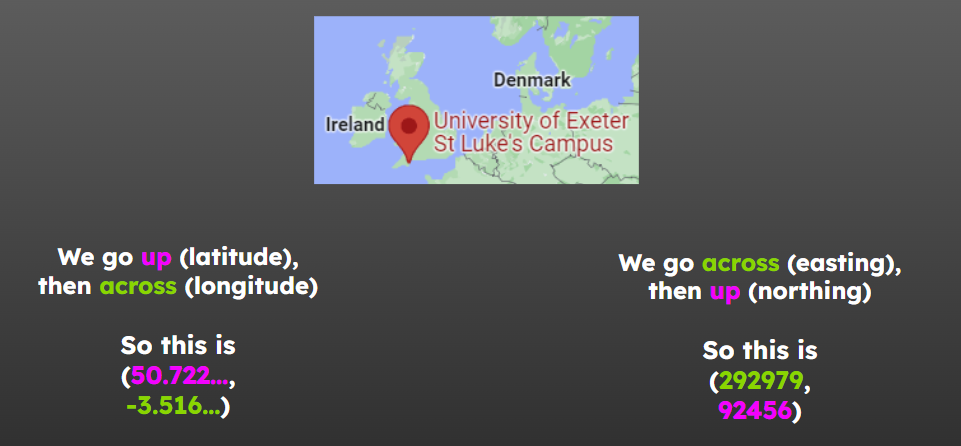 Denmark
Ireland
University of Exeter
St Luke's Campus
We go up (latitude),
then across (longitude)
So this is
(50.722...,
-3.516...)
We go across (easting),
then up (northing)
So this is
(292979,
92456)